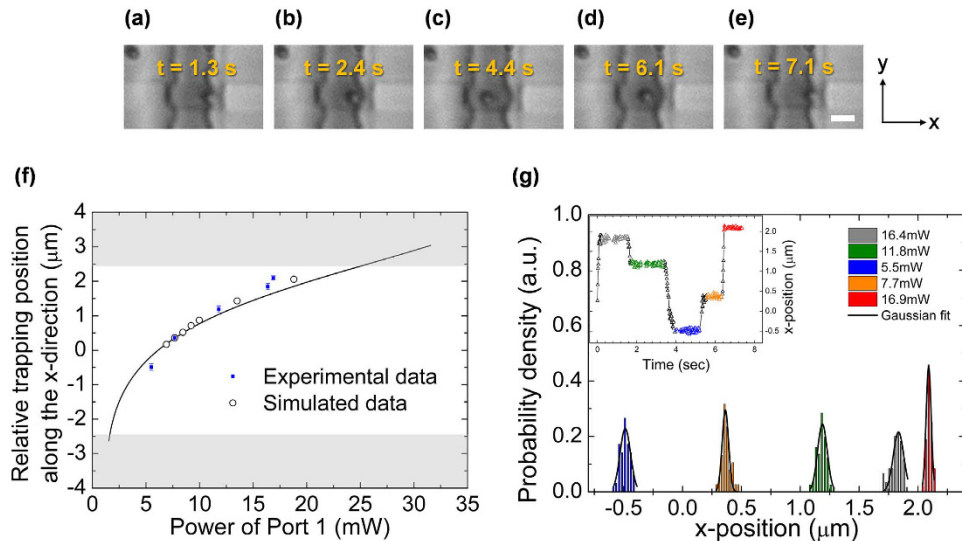 (a)
(b)
(c)
(d)
(e)
t = 1.3 s
t = 2.4 s
t = 4.4 s
t = 6.1 s
t = 7.1 s
y
x
(f)
Relative trapping position
along the x-direction (μm)
4
3
2
1
0
-1
-2
-3
-4
Experimental data
Simulated data
0 5 10 15 20 25 30 35
Power of Port 1 (mW)
(g)
Probability density (a.u.)
1.0
0.8
0.6
0.4
0.2
0.0
2.0
1.5
1.0
0.5
0.0
-0.5
x-position (μm)
0 2 4 6 8
Time (sec)
16.4mW
11.8mW
5.5mW
7.7mW
16.9mW
Gaussian fit
-0.5 0.0 0.5 1.0 1.5 2.0
x-position (μm)